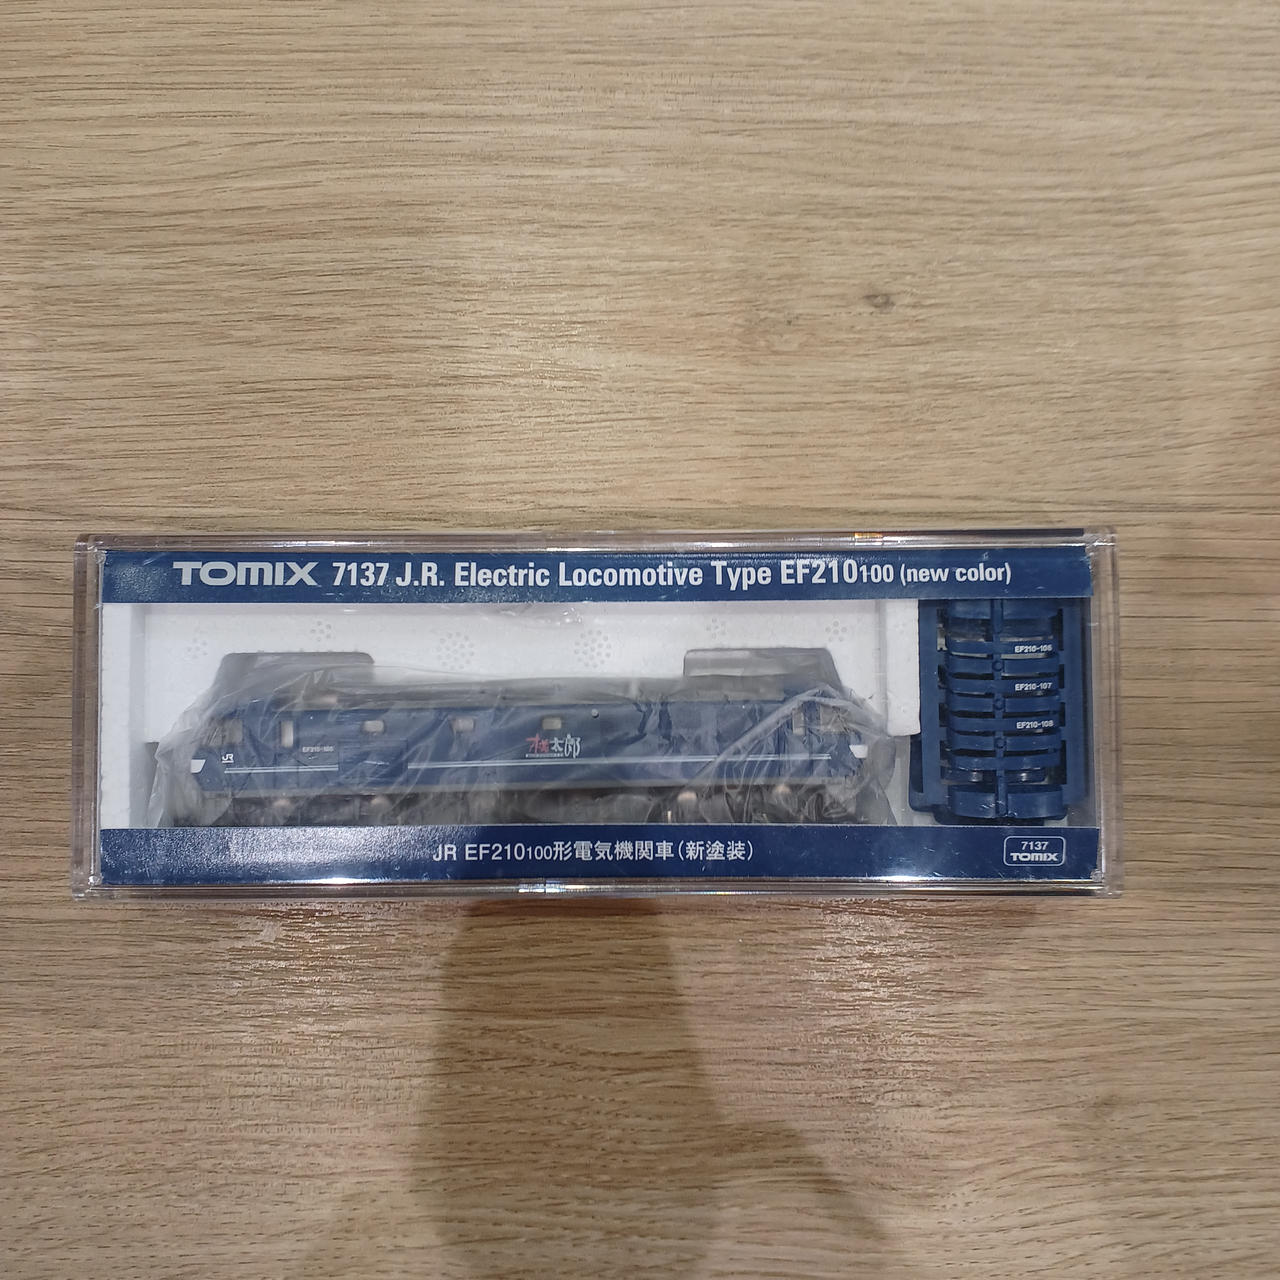 TOMIX 7137 J.R. Electric Locomotive Type EF210100 (new color)
EF210-106
EF210-107
EF210-108
桃太郎
JR
EF210-105
JR EF210100形電気機関車(新塗装)
7137
TOMIX